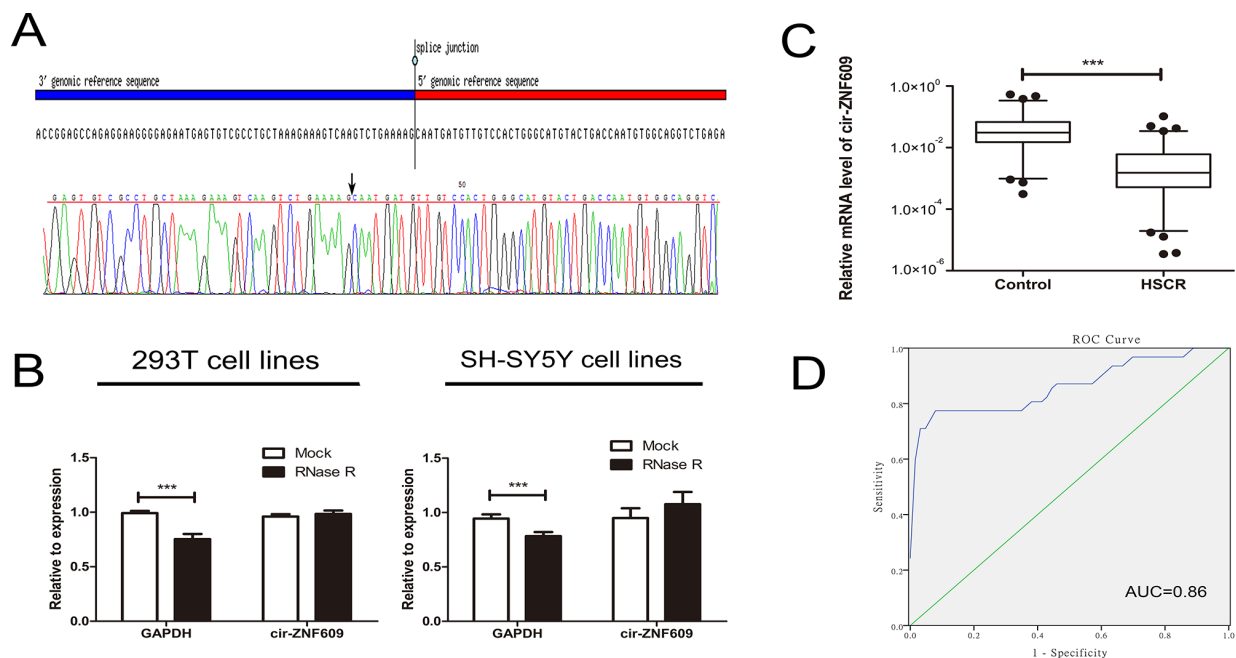 A
splice junction
3' genomic reference sequence
5' genomic reference sequence
ACCGGAGCCAGAGGAAGGGGAGAATGAGTGTCGCCTGCTAAAGAAAGTCAAGTCTGAAAAGCAATGATGTTGTCCACTGGGCATGTACTGACCAATGTGGCAGGTCTGAGA
50
GAGTGTCGCCTGCTAAAGAAAGTCAAGTCTGAAAAGCAATGATGTTGTCCACTGGGCATGTACTGACCAATGTGGCAGGTC
B
293T cell lines
Relative to expression
1.5
1.0
0.5
0.0
Mock
RNase R
***
GAPDH
cir-ZNF609
SH-SY5Y cell lines
Relative to expression
1.5
1.0
0.5
0.0
Mock
RNase R
***
GAPDH
cir-ZNF609
C
Relative mRNA level of cir-ZNF609
1.0×10^0
1.0×10^-2
1.0×10^-4
1.0×10^-6
***
Control
HSCR
D
ROC Curve
Sensitivity
1.0
0.8
0.6
0.4
0.2
0.0
AUC=0.86
0.0
0.2
0.4
0.6
0.8
1.0
1 - Specificity